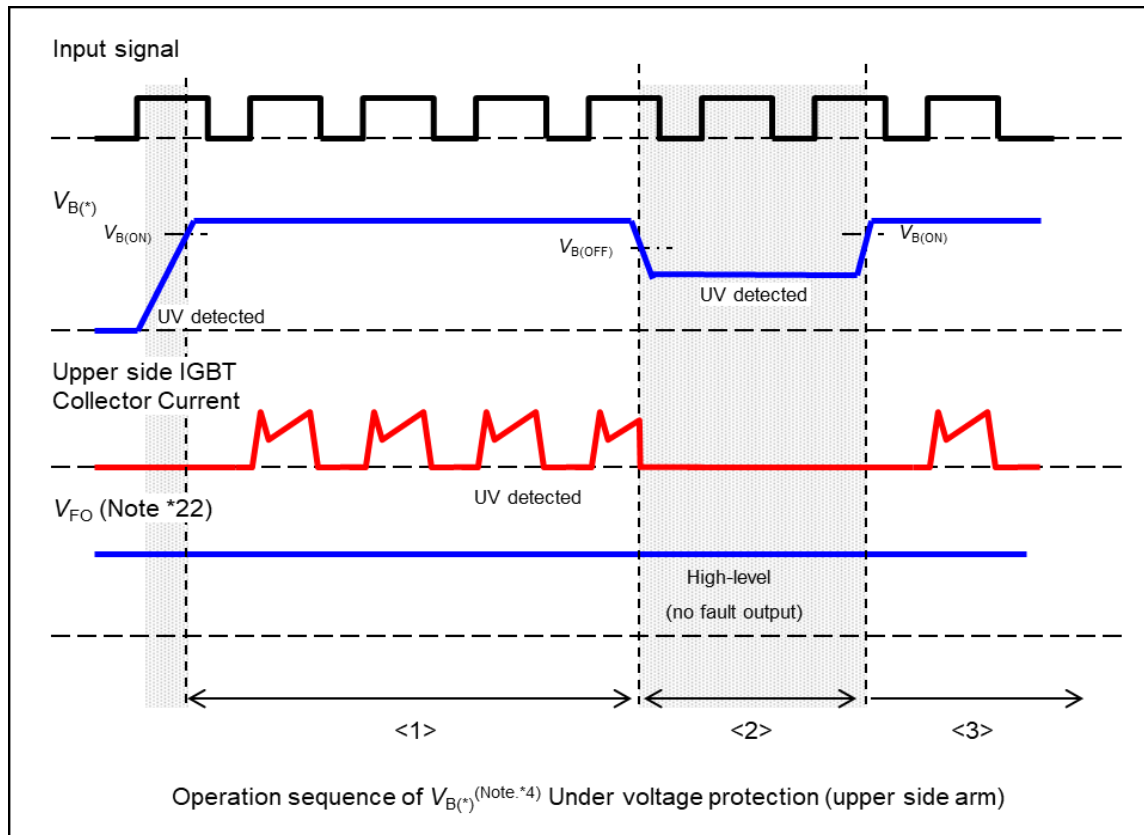 Input signal
VB(*)
VB(ON)
VB(OFF)
VB(ON)
UV detected
UV detected
Upper side IGBT
Collector Current
UV detected
VFO (Note *22)
High-level
(no fault output)
<1>
<2>
<3>
Operation sequence of VB(*)(Note.*4) Under voltage protection (upper side arm)